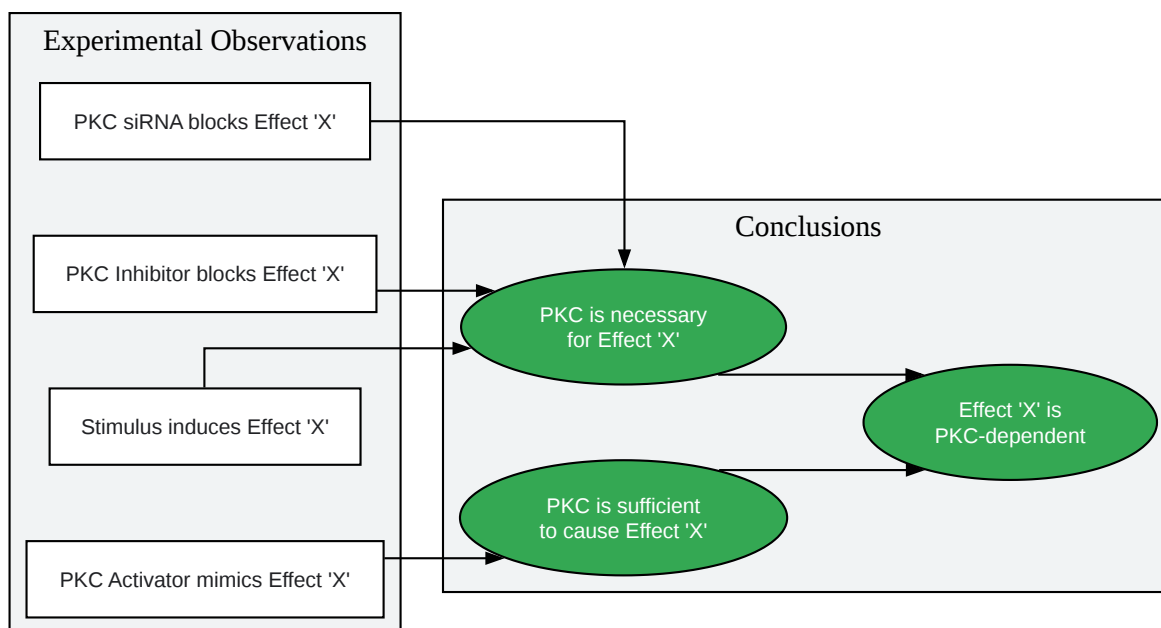 Experimental Observations
PKC siRNA blocks Effect 'X'
PKC Inhibitor blocks Effect 'X'
Stimulus induces Effect 'X'
PKC Activator mimics Effect 'X'
Conclusions
PKC is necessary
for Effect 'X'
PKC is sufficient
to cause Effect 'X'
Effect 'X' is
PKC-dependent